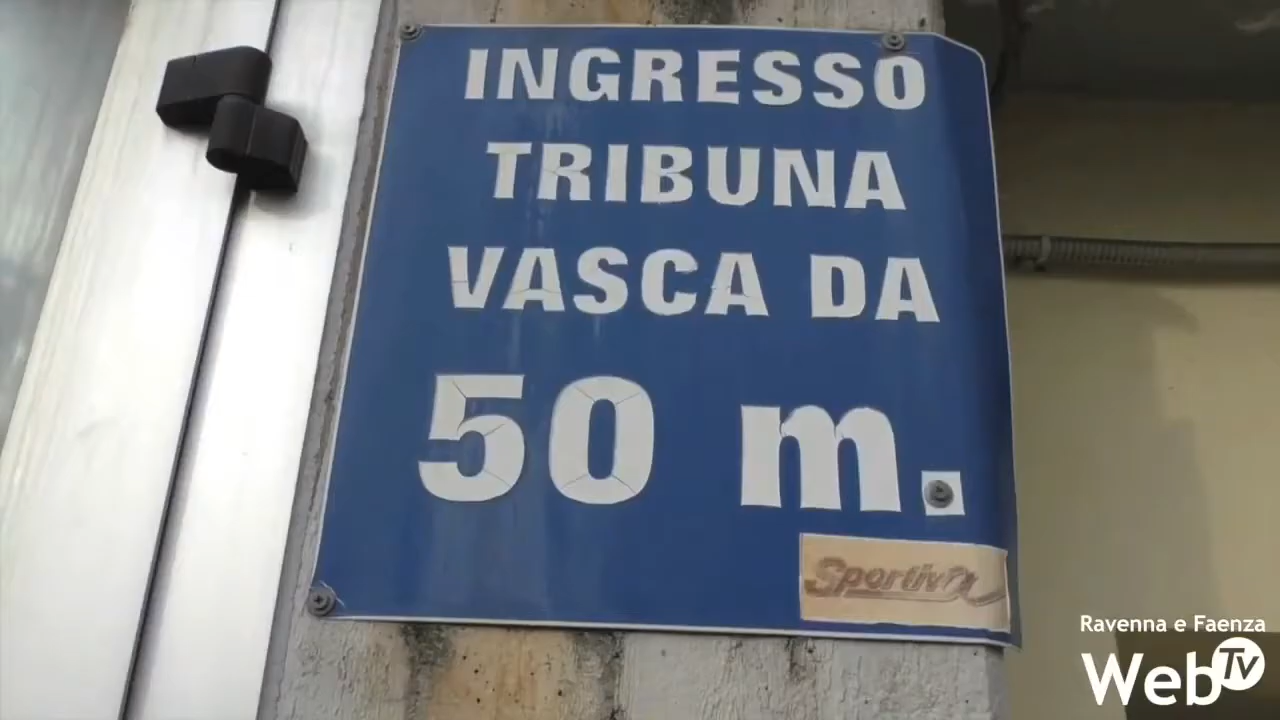 INGRESSO
TRIBUNA
VASCA DA
50 m.
Sportiva
Ravenna e Faenza
WebTv